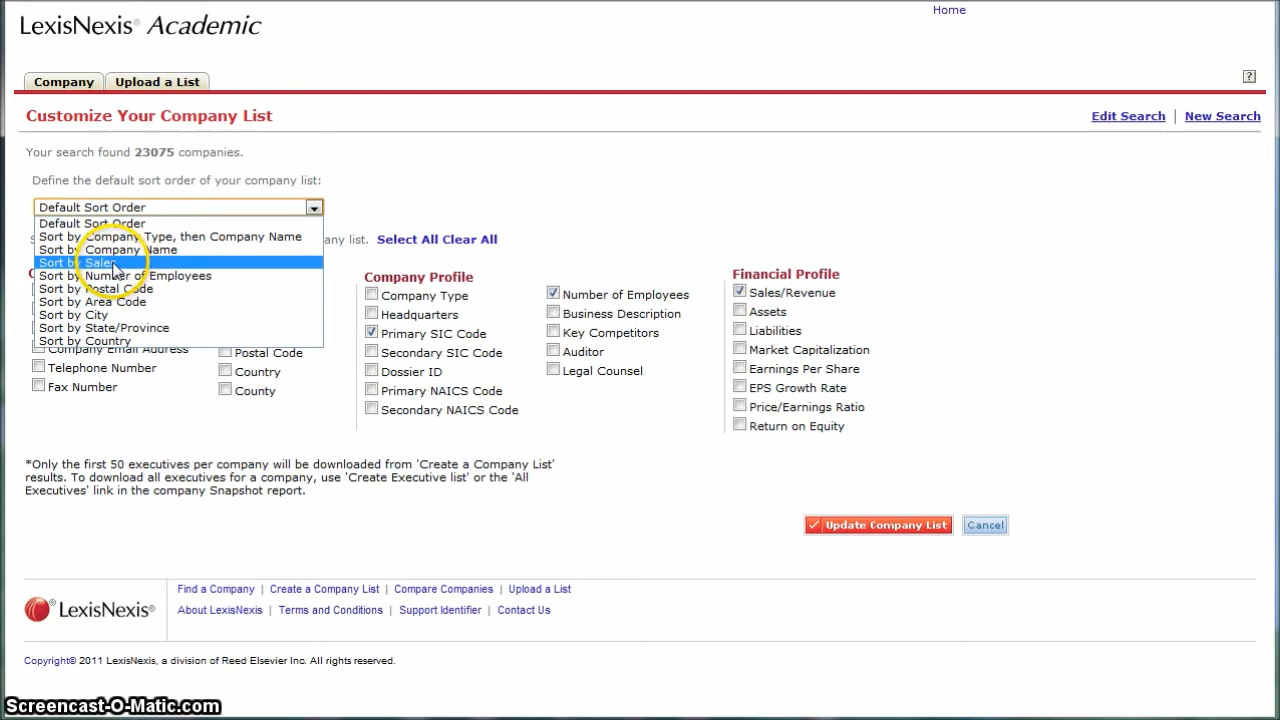 LexisNexis® Academic
Home
Company
Upload a List
?
Customize Your Company List
Edit Search | New Search
Your search found 23075 companies.
Define the default sort order of your company list:
Default Sort Order
Default Sort Order
Sort by Company Type, then Company Name
Sort by Company Name
Sort by Sales
Sort by Number of Employees
Sort by Postal Code
Sort by Area Code
Sort by City
Sort by State/Province
Sort by Country
any list. Select All Clear All
Company Email Address
Telephone Number
Fax Number
Postal Code
Country
County
Company Profile
Company Type
Headquarters
Primary SIC Code
Secondary SIC Code
Dossier ID
Primary NAICS Code
Secondary NAICS Code
Number of Employees
Business Description
Key Competitors
Auditor
Legal Counsel
Financial Profile
Sales/Revenue
Assets
Liabilities
Market Capitalization
Earnings Per Share
EPS Growth Rate
Price/Earnings Ratio
Return on Equity
*Only the first 50 executives per company will be downloaded from 'Create a Company List'
results. To download all executives for a company, use 'Create Executive list' or the 'All
Executives' link in the company Snapshot report.
Update Company List
Cancel
LexisNexis®
Find a Company | Create a Company List | Compare Companies | Upload a List
About LexisNexis | Terms and Conditions | Support Identifier | Contact Us
Copyright© 2011 LexisNexis, a division of Reed Elsevier Inc. All rights reserved.
Screencast-O-Matic.com